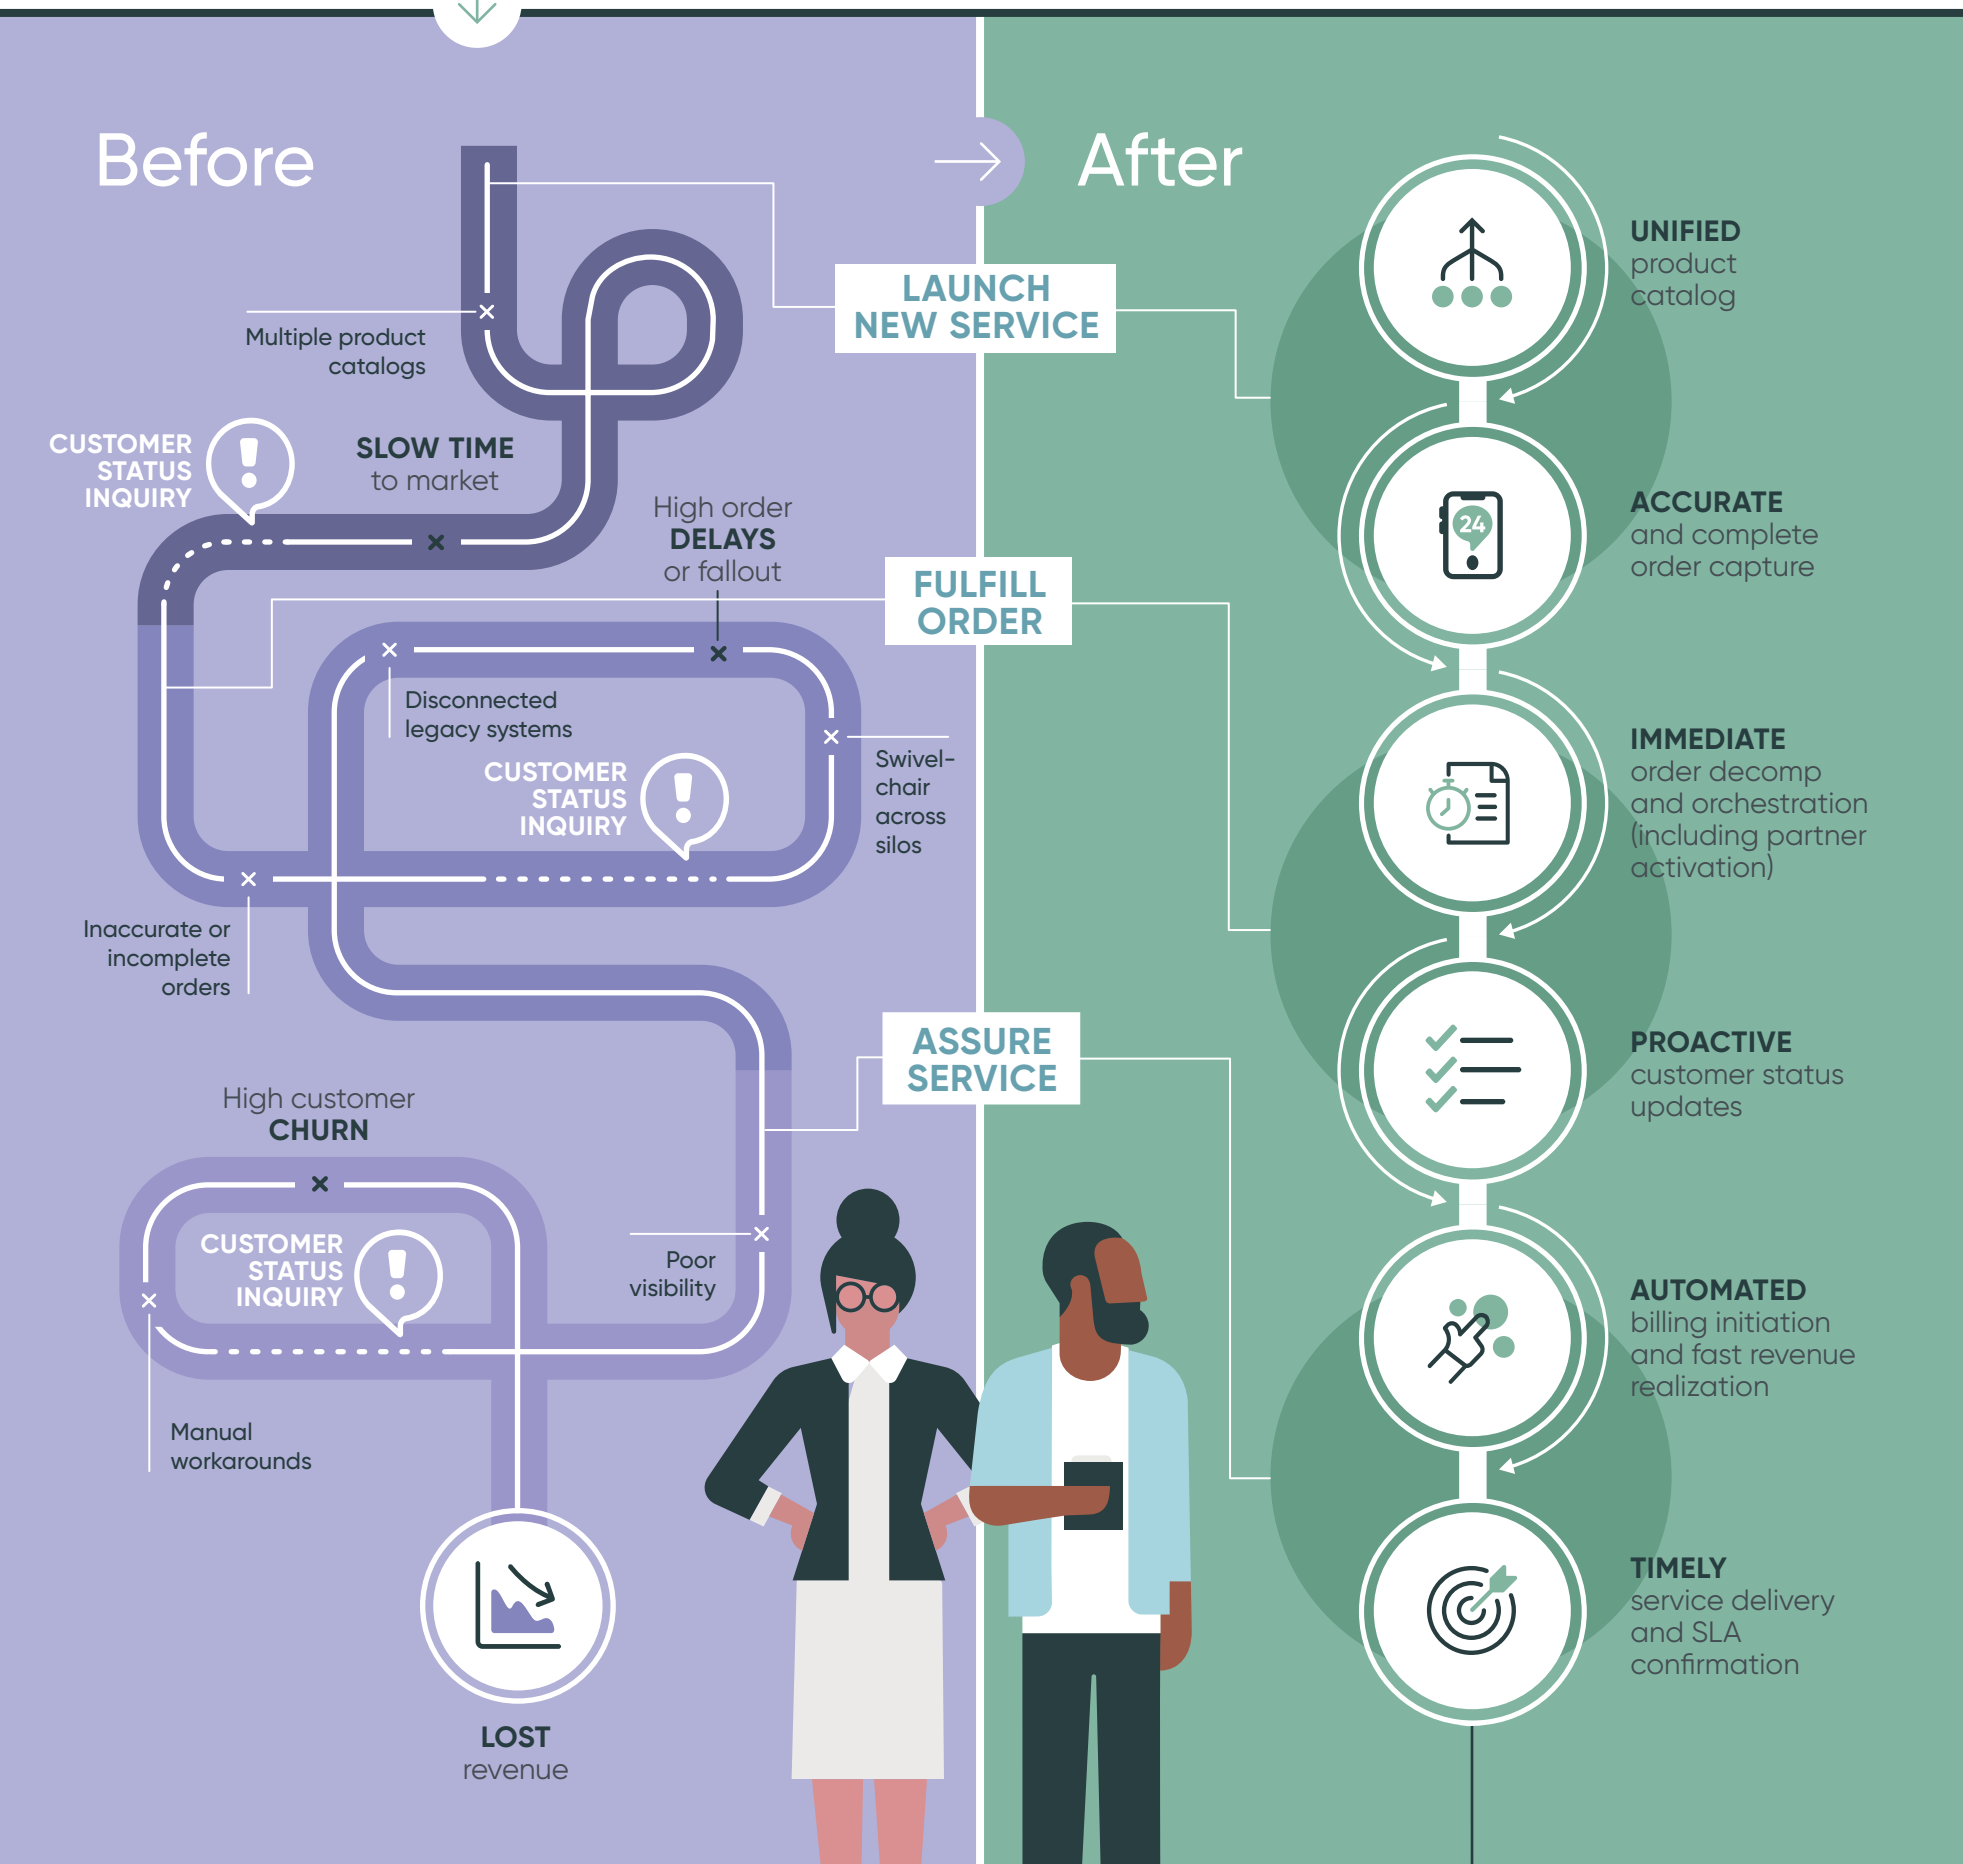 Before
Multiple product
catalogs
CUSTOMER
STATUS
INQUIRY
SLOW TIME
to market
High order
DELAYS
or fallout
Disconnected
legacy systems
CUSTOMER
STATUS
INQUIRY
Swivel-
chair
across
silos
Inaccurate or
incomplete
orders
High customer
CHURN
CUSTOMER
STATUS
INQUIRY
Poor
visibility
Manual
workarounds
LOST
revenue
LAUNCH
NEW SERVICE
FULFILL
ORDER
ASSURE
SERVICE
After
UNIFIED
product
catalog
24
ACCURATE
and complete
order capture
IMMEDIATE
order decomp
and orchestration
(including partner
activation)
PROACTIVE
customer status
updates
AUTOMATED
billing initiation
and fast revenue
realization
TIMELY
service delivery
and SLA
confirmation